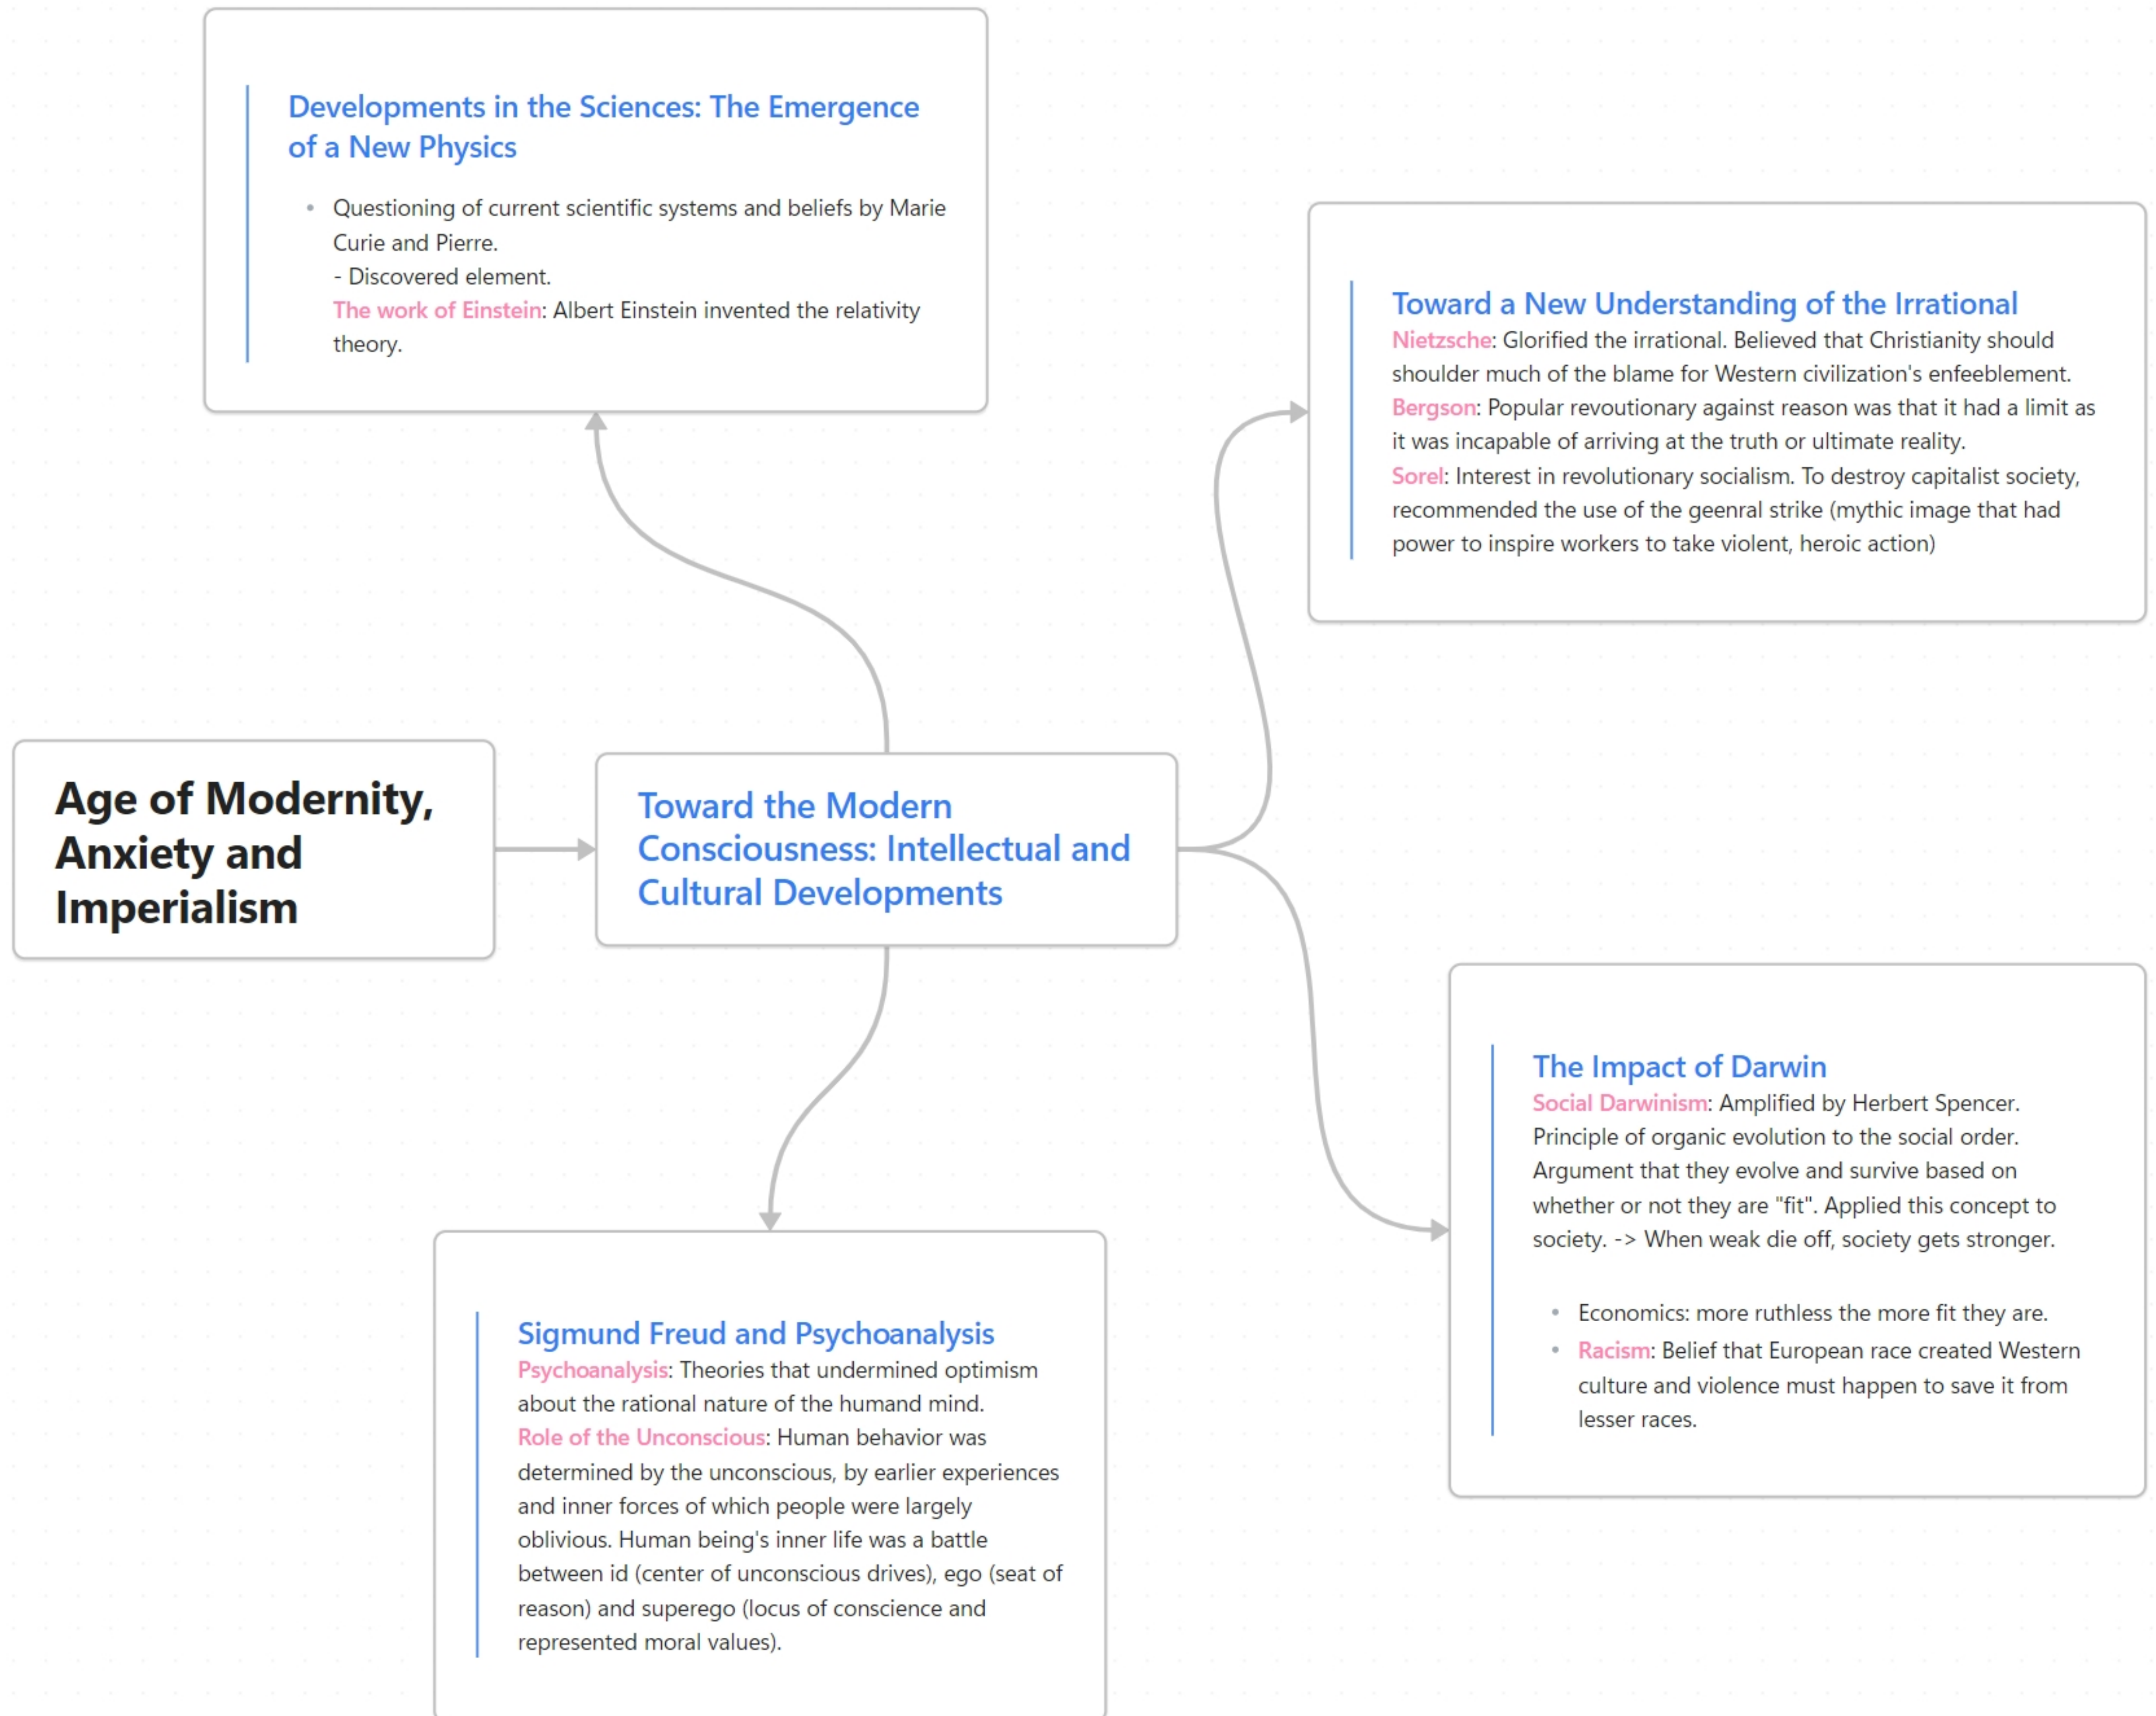 Developments in the Sciences: The Emergence
of a New Physics
• Questioning of current scientific systems and beliefs by Marie
Curie and Pierre.
- Discovered element.
The work of Einstein: Albert Einstein invented the relativity
theory.
Toward a New Understanding of the Irrational
Nietzsche: Glorified the irrational. Believed that Christianity should
shoulder much of the blame for Western civilization's enfeeblement.
Bergson: Popular revoutionary against reason was that it had a limit as
it was incapable of arriving at the truth or ultimate reality.
Sorel: Interest in revolutionary socialism. To destroy capitalist society,
recommended the use of the geenral strike (mythic image that had
power to inspire workers to take violent, heroic action)
Age of Modernity,
Anxiety and
Imperialism
Toward the Modern
Consciousness: Intellectual and
Cultural Developments
The Impact of Darwin
Social Darwinism: Amplified by Herbert Spencer.
Principle of organic evolution to the social order.
Argument that they evolve and survive based on
whether or not they are "fit". Applied this concept to
society. -> When weak die off, society gets stronger.
• Economics: more ruthless the more fit they are.
• Racism: Belief that European race created Western
culture and violence must happen to save it from
lesser races.
Sigmund Freud and Psychoanalysis
Psychoanalysis: Theories that undermined optimism
about the rational nature of the humand mind.
Role of the Unconscious: Human behavior was
determined by the unconscious, by earlier experiences
and inner forces of which people were largely
oblivious. Human being's inner life was a battle
between id (center of unconscious drives), ego (seat of
reason) and superego (locus of conscience and
represented moral values).